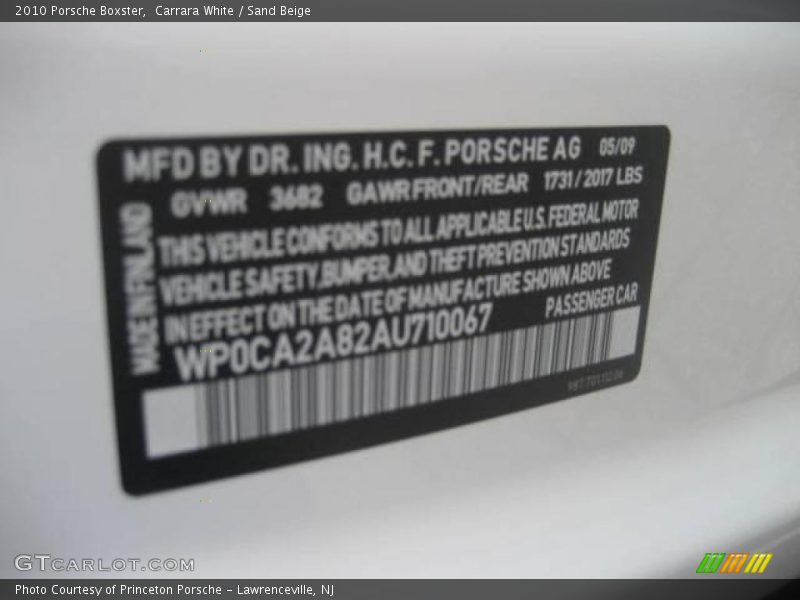 2010 Porsche Boxster,  Carrara White / Sand Beige
MFD BY DR. ING. H.C. F. PORSCHE AG 05/09
GVWR 3682 GAWR FRONT/REAR 1731/2017 LBS
THIS VEHICLE CONFORMS TO ALL APPLICABLE U.S. FEDERAL MOTOR
VEHICLE SAFETY, BUMPER, AND THEFT PREVENTION STANDARDS
IN EFFECT ON THE DATE OF MANUFACTURE SHOWN ABOVE
WP0CA2A82AU710067 PASSENGER CAR
MADE IN FINLAND
GTCARLOT.COM
Photo Courtesy of Princeton Porsche - Lawrenceville, NJ